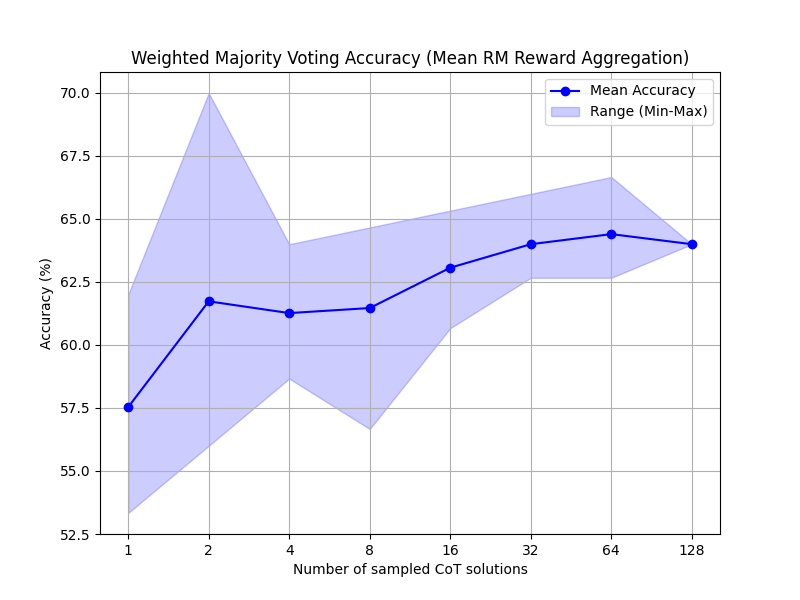 Weighted Majority Voting Accuracy (Mean RM Reward Aggregation)
Mean Accuracy
Range (Min-Max)
70.0
67.5
65.0
62.5
60.0
57.5
55.0
52.5
Accuracy (%)
1 2 4 8 16 32 64 128
Number of sampled CoT solutions